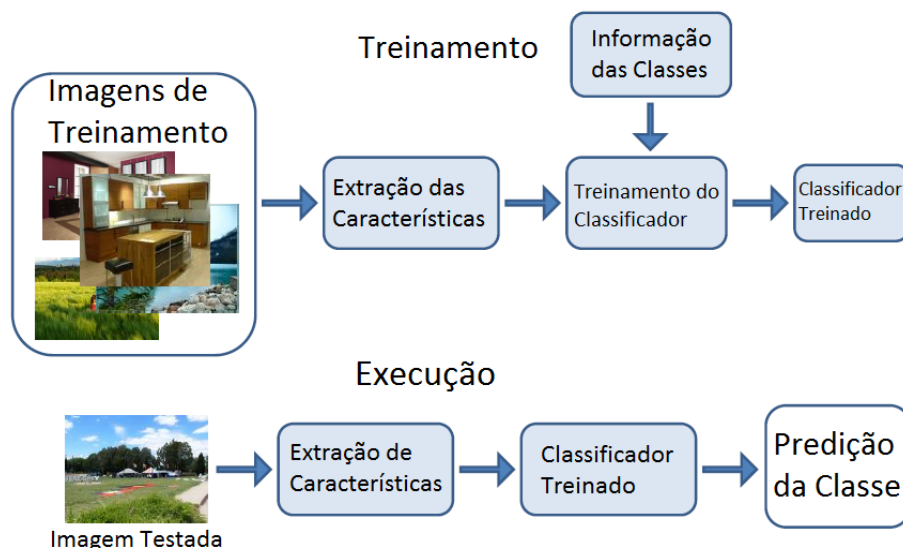 Treinamento
Informação
das Classes
Imagens de
Treinamento
Extração das
Características
Treinamento do
Classificador
Classificador
Treinado
Execução
Imagem Testada
Extração de
Características
Classificador
Treinado
Predição
da Classe